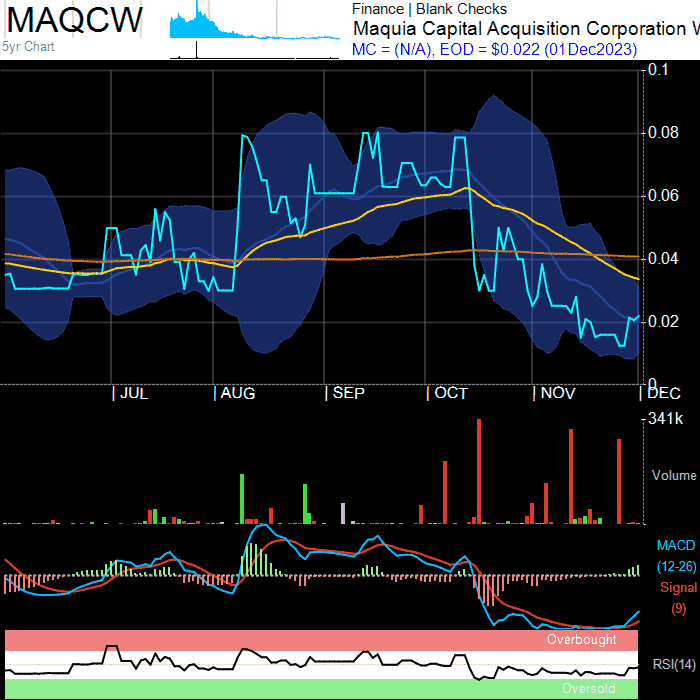 MAQCW
5yr Chart
Finance | Blank Checks
Maquia Capital Acquisition Corporation W
MC = (N/A), EOD = $0.022 (01Dec2023)
0.1
0.08
0.06
0.04
0.02
0
JUL
AUG
SEP
OCT
NOV
DEC
341k
Volume
MACD
(12-26)
Signal
(9)
Overbought
RSI(14)
Oversold